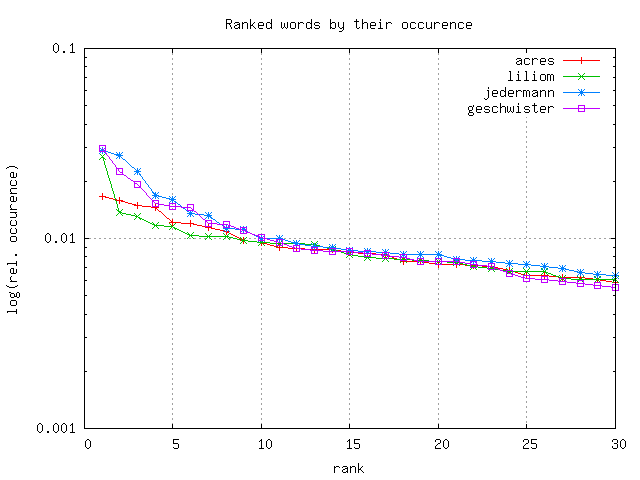 Ranked words by their occurence
0.1
0.01
0.001
log(rel. occurence)
acres
liliom
jedermann
geschwister
0 5 10 15 20 25 30
rank